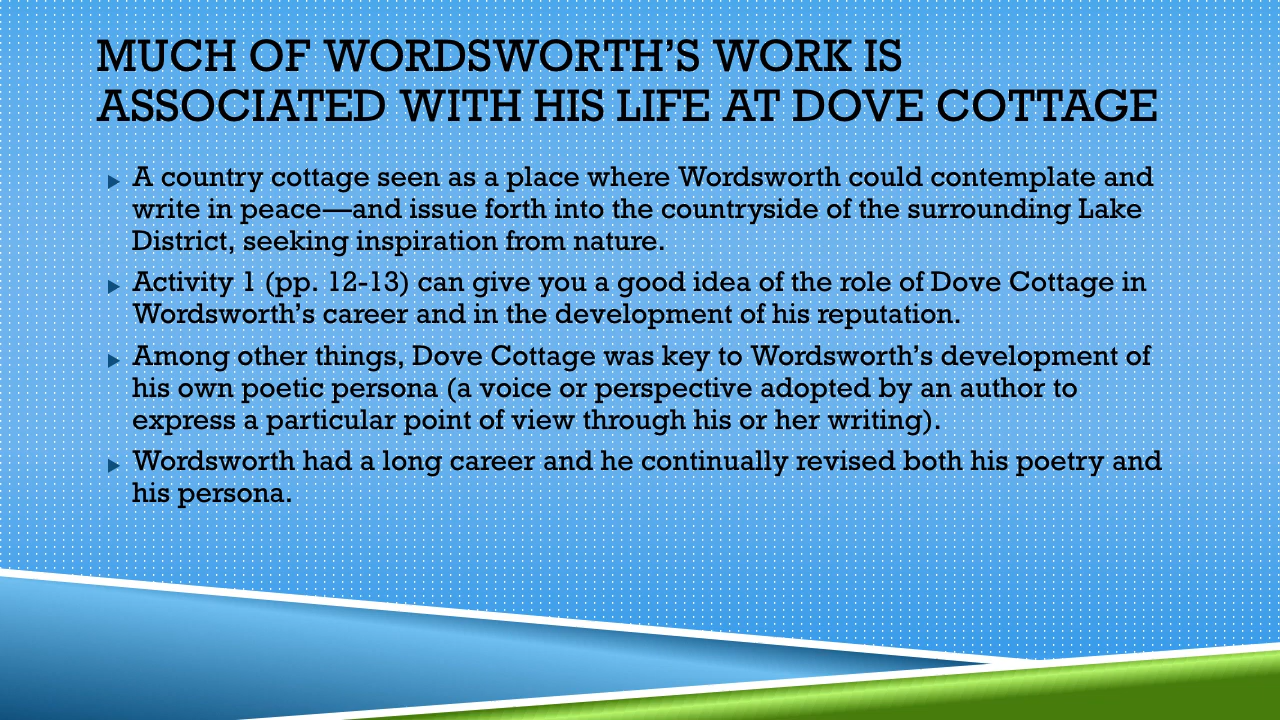 MUCH OF WORDSWORTH’S WORK IS
ASSOCIATED WITH HIS LIFE AT DOVE COTTAGE
A country cottage seen as a place where Wordsworth could contemplate and
write in peace—and issue forth into the countryside of the surrounding Lake
District, seeking inspiration from nature.
Activity 1 (pp. 12-13) can give you a good idea of the role of Dove Cottage in
Wordsworth’s career and in the development of his reputation.
Among other things, Dove Cottage was key to Wordsworth’s development of
his own poetic persona (a voice or perspective adopted by an author to
express a particular point of view through his or her writing).
Wordsworth had a long career and he continually revised both his poetry and
his persona.